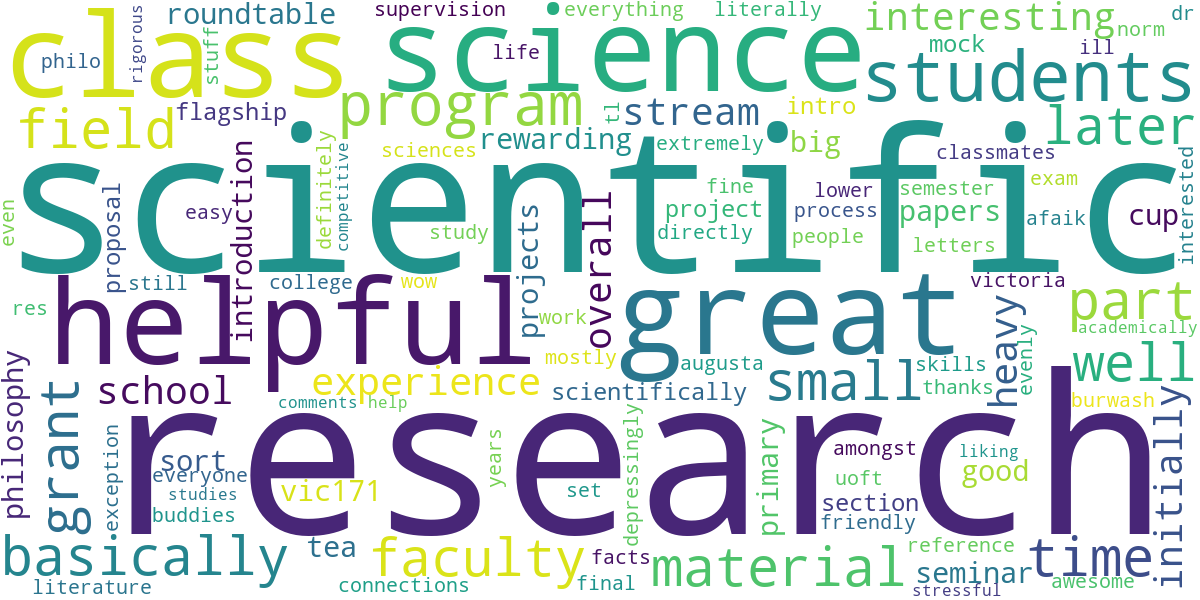 class
science
scientific
research
helpful
great
supervision
everything
literally
roundtable
interesting
norm
dr
philo
rigorous
stuff
life
mock
ill
students
field
flagship
program
tl
stream
intro
later
rewarding
extremely
big
classmates
sciences
definitely
competitive
fine
lower
semester
exam
interested
even
proposal
easy
introduction
study
projects
overall
project
process
papers
afaik
cup
directly
people
letters
still
college
wow
victoria
part
res
work
academically
mostly
augusta
heavy
evenly
well
philosophy
school
experience
scientifically
small
skills
thanks
burwash
grant
comments
help
exception
sort
everyone
studies
buddies
vic171
years
set
depressingly
primary
amongst
uoft
section
friendly
liking
good
initially
basically
tea
faculty
facts
material
reference
time
seminar
awesome
literature
connections
final
stressful